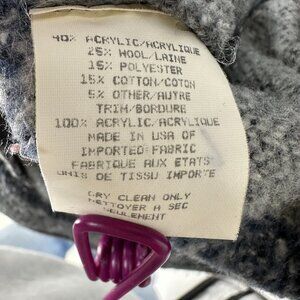 40% ACRYLIC/ACRYLIQUE
25% WOOL/LAINE
15% POLYESTER
15% COTTON/COTON
5% OTHER/AUTRE
TRIM/BORDURE
100% ACRYLIC/ACRYLIQUE
MADE IN USA OF
IMPORTED FABRIC
FABRIQUE AUX ETATS
UNIS DE TISSU IMPORTE
DRY CLEAN ONLY
NETTOYER A SEC
SEULEMENT